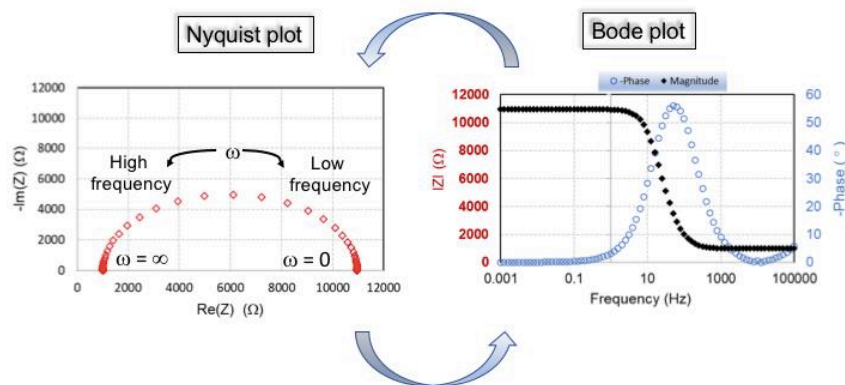 Nyquist plot
Bode plot
-Phase
Magnitude
12000
10000
8000
6000
4000
2000
0
-Im(Z) (Ω)
High
frequency
ω
Low
frequency
ω = ∞
ω = 0
0
2000
4000
6000
8000
10000
12000
Re(Z) (Ω)
12000
10000
8000
6000
4000
2000
0
IZI (Ω)
60
50
40
30
20
10
0
-Phase (°)
0.001
0.1
10
1000
100000
Frequency (Hz)